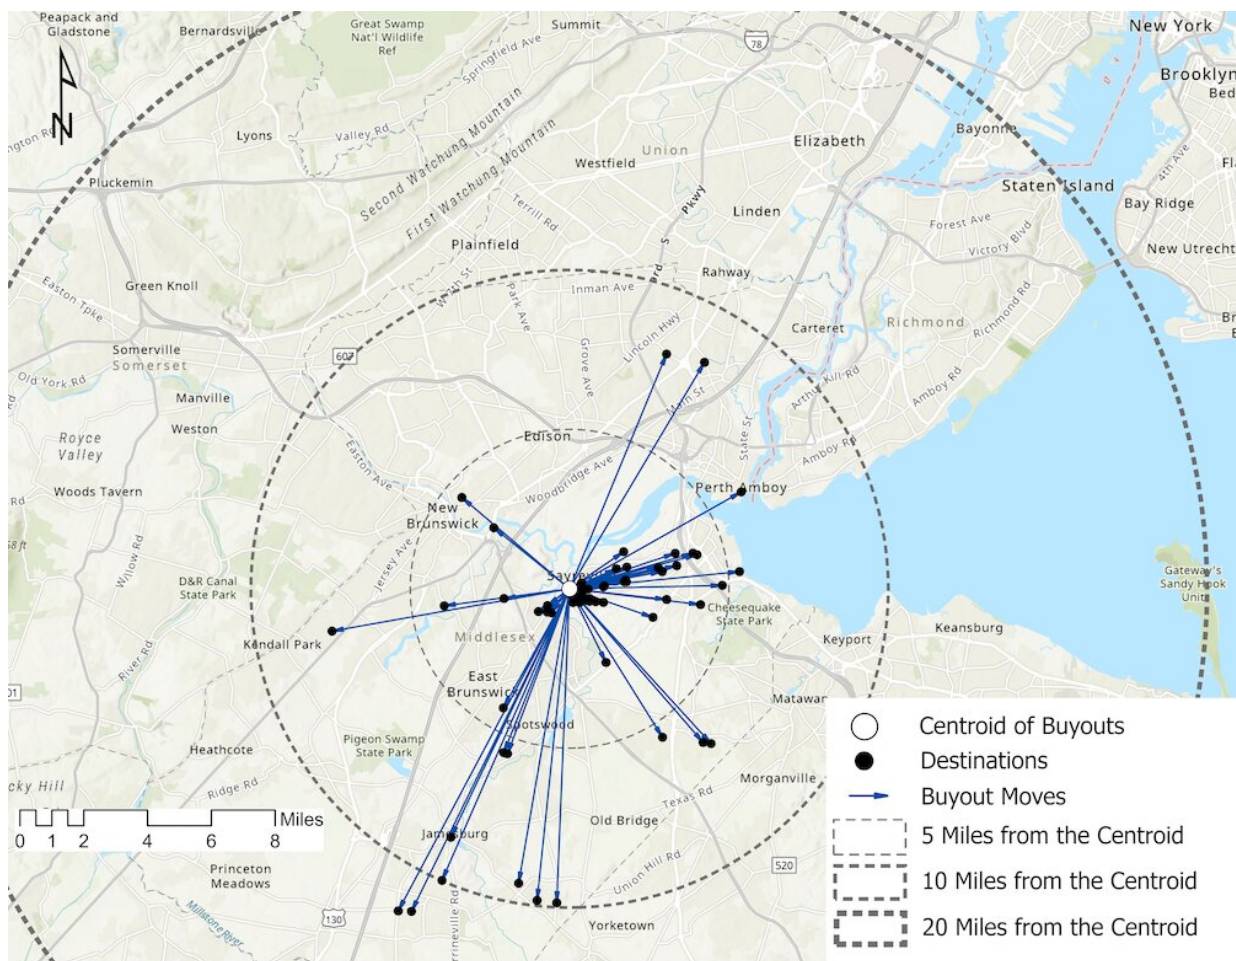 Peapack and
Gladstone
Bernardsville
Great Swamp
Nat'l Wildlife
Ref
Summit
78
New York
Brooklyn
Springfield Ave
Lyons
Valley Rd
Second Watchung Mountain
First Watchung Mountain
Westfield
Union
Elizabeth
Bayonne
Pluckemin
Staten Island
4th Ave
Bay Ridge
Terrill Rd
Pkwy
Linden
Forest Ave
Victory Blvd
New Utrecht
Plainfield
S
Rahway
Green Knoll
Easton Tpke
Park Ave
Inman Ave
Richmond Rd
Lincoln Hwy
Carteret
Richmond
Somerville
Somerset
607
Grove Ave
Old York Rd
Manville
Main St
Arthur Kill Rd
Amboy Rd
Weston
Royce
Valley
Edison
State St
Amboy Rd
Easton Ave
Woodbridge Ave
Woods Tavern
Perth Amboy
New
Brunswick
Willow Rd
Jersey Ave
D&R Canal
State Park
Gateway's
Sandy Hook
Unit
Cheesequake
State Park
Middlesex
Kendall Park
River Rd
Keyport
Keansburg
East
Brunswick
Matawan
Spotswood
Heathcote
Pigeon Swamp
State Park
Morganville
Ridge Rd
Texas Rd
Old Bridge
Jamesburg
Union Hill Rd
520
Princeton
Meadows
Millstone River
130
Yorketown
N
0 1 2 4 6 8 Miles
Centroid of Buyouts
Destinations
Buyout Moves
5 Miles from the Centroid
10 Miles from the Centroid
20 Miles from the Centroid